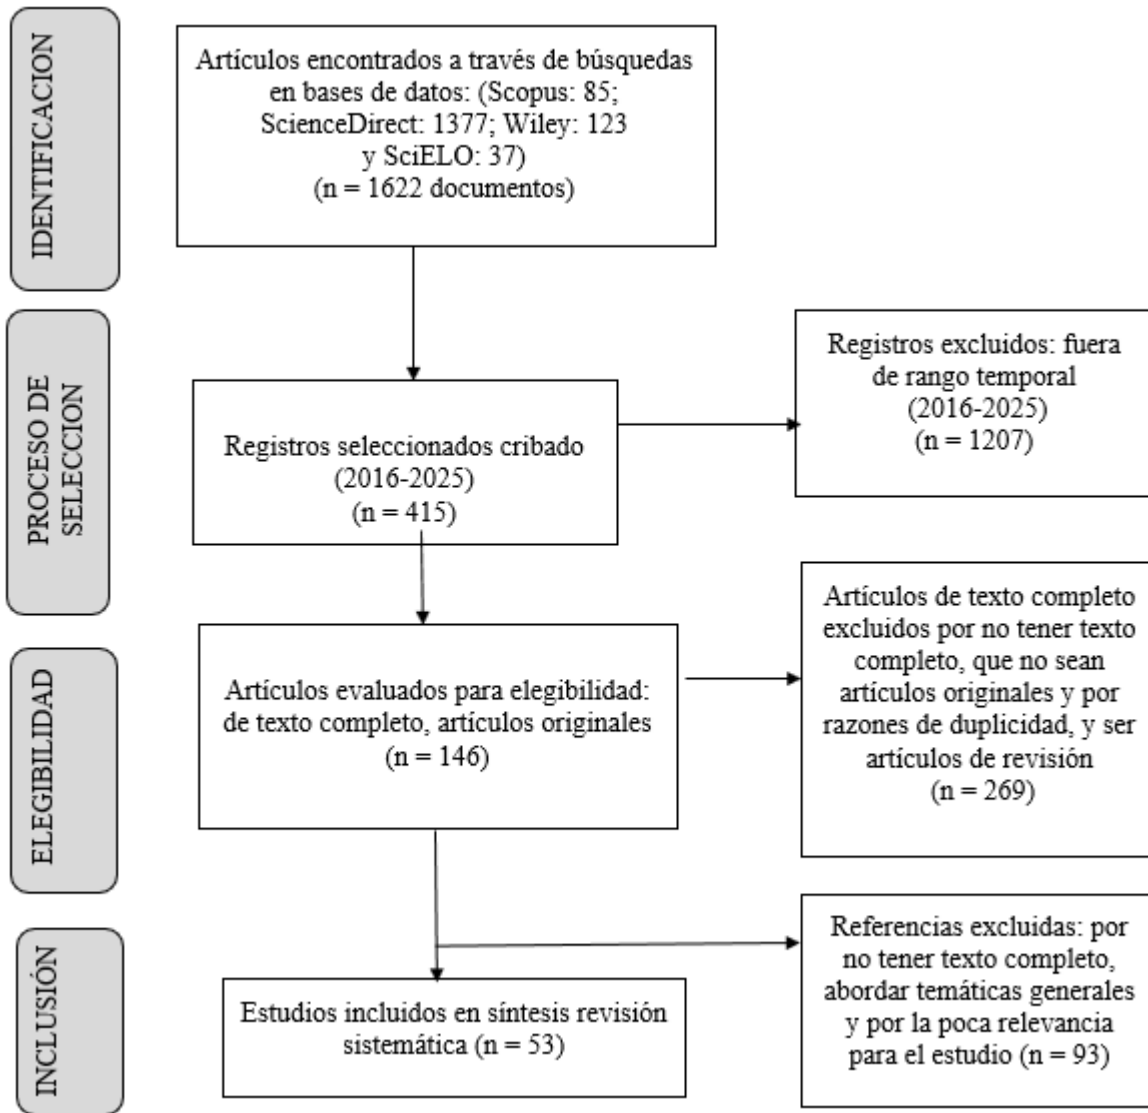 IDENTIFICACION
Artículos encontrados a través de búsquedas
en bases de datos: (Scopus: 85;
ScienceDirect: 1377; Wiley: 123
y SciELO: 37)
(n = 1622 documentos)
PROCESO DE
SELECCION
Registros seleccionados cribado
(2016-2025)
(n = 415)
Registros excluidos: fuera
de rango temporal
(2016-2025)
(n = 1207)
ELEGIBILIDAD
Artículos evaluados para elegibilidad:
de texto completo, artículos originales
(n = 146)
Artículos de texto completo
excluidos por no tener texto
completo, que no sean
artículos originales y por
razones de duplicidad, y ser
artículos de revisión
(n = 269)
INCLUSIÓN
Estudios incluidos en síntesis revisión
sistemática (n = 53)
Referencias excluidas: por
no tener texto completo,
abordar temáticas generales
y por la poca relevancia
para el estudio (n = 93)